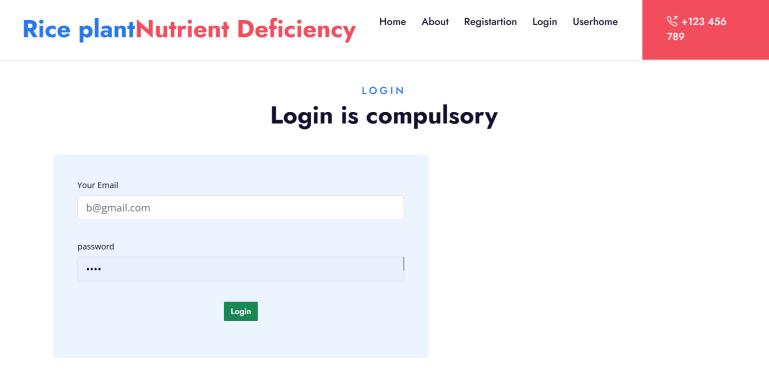 Rice plantNutrient Deficiency
Home About Registartion Login Userhome
+123 456
789
LOGIN
Login is compulsory
Your Email
b@gmail.com
password
••••
Login